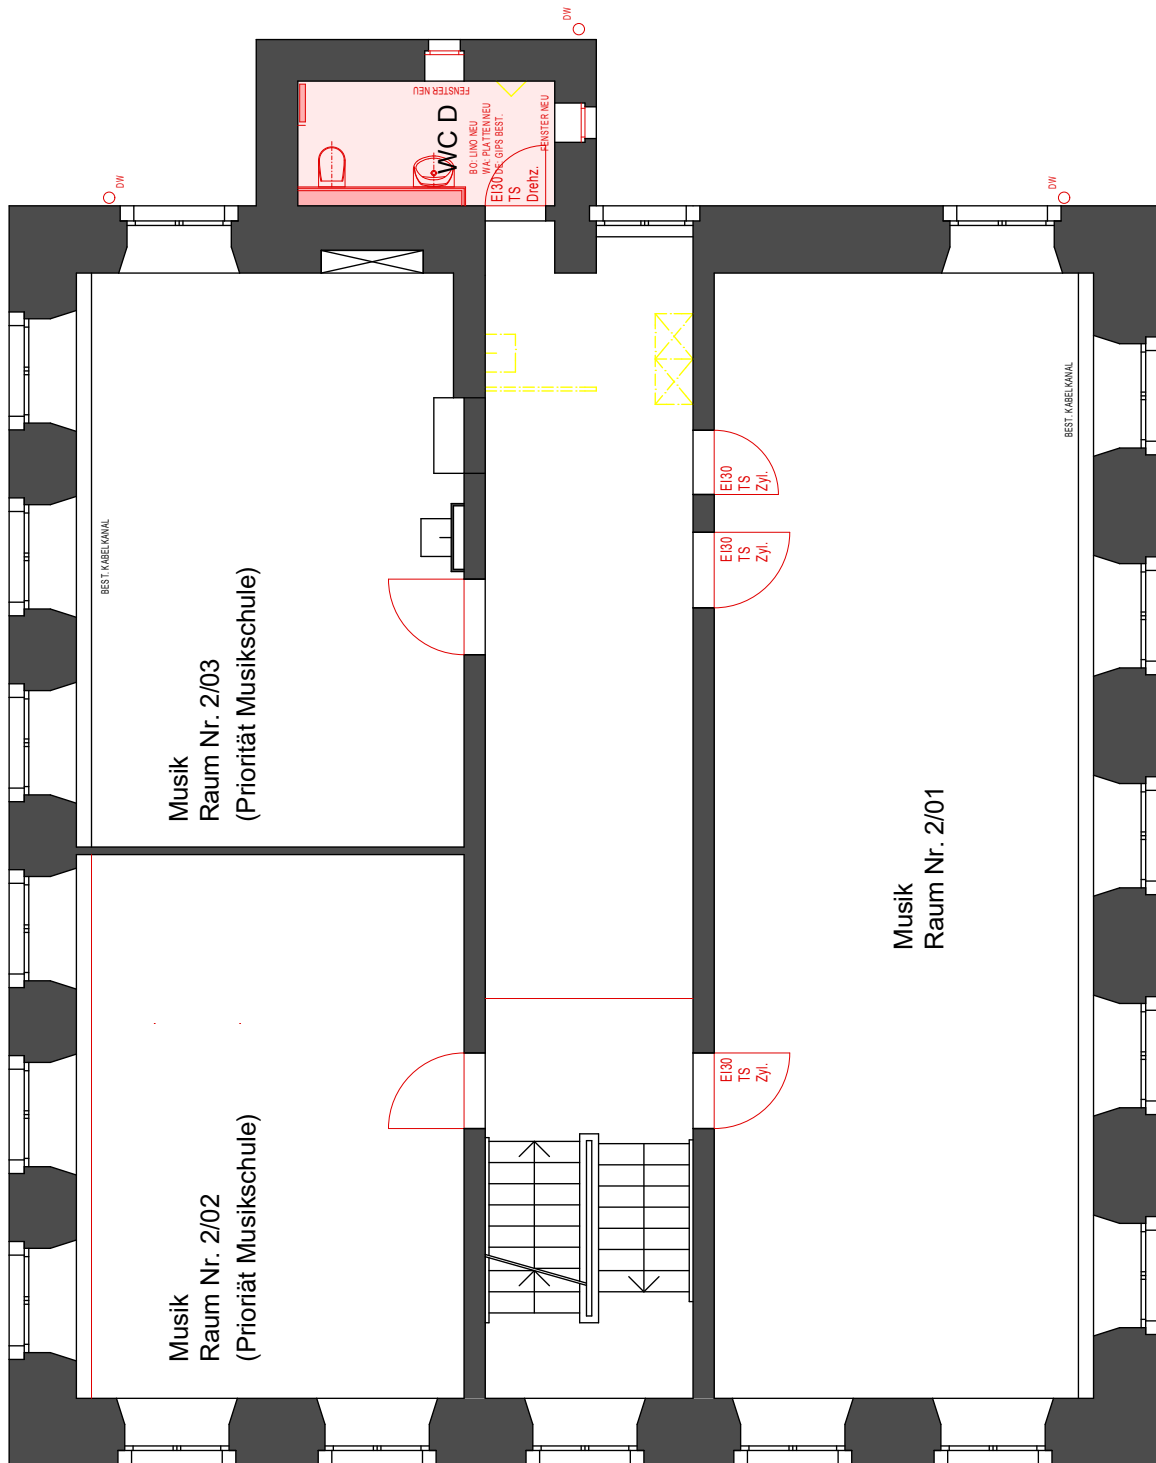 DW
DW
DW
FENSTER NEU
WC D
BO: LINO NEU
WA: PLATTEN NEU
DE: GIPS BEST.
FENSTER NEU
EI30
TS
Drehz.
BEST. KABELKANAL
Musik
Raum Nr. 2/03
(Priorität Musikschule)
EI30
TS
Zyl.
EI30
TS
Zyl.
BEST. KABELKANAL
Musik
Raum Nr. 2/01
EI30
TS
Zyl.
Musik
Raum Nr. 2/02
(Prioriät Musikschule)